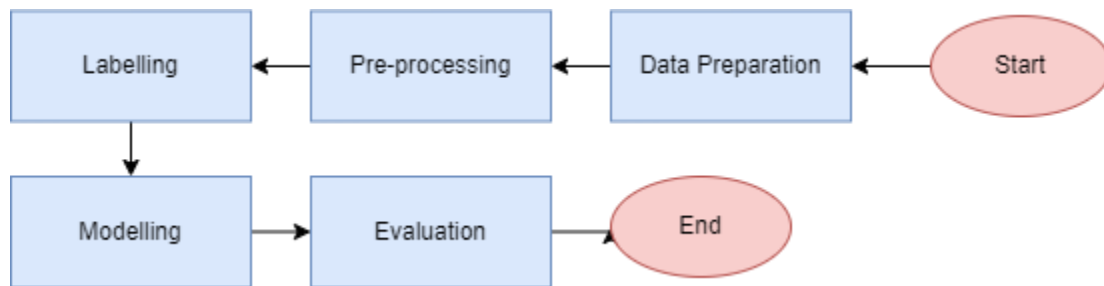 Labelling
Pre-processing
Data Preparation
Start
Modelling
Evaluation
End